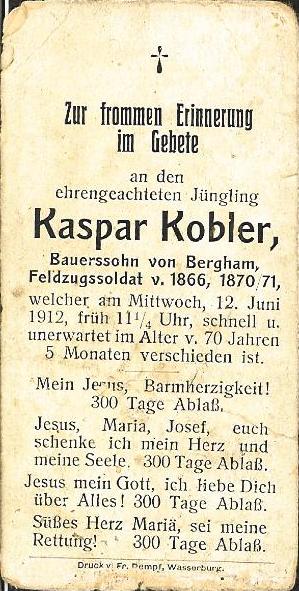 Zur frommen Erinnerung
im Gebete
an den
ehrengeachteten Jüngling
Kaspar Kobler,
Bauerssohn von Bergham,
Feldzugssoldat v. 1866, 1870/71,
welcher am Mittwoch, 12. Juni
1912, früh 11¼ Uhr, schnell u.
unerwartet im Alter v. 70 Jahren
5 Monaten verschieden ist.
Mein Jesus, Barmherzigkeit!
300 Tage Ablaß.
Jesus, Maria, Josef, euch
schenke ich mein Herz und
meine Seele. 300 Tage Ablaß.
Jesus mein Gott, ich liebe Dich
über Alles! 300 Tage Ablaß.
Süßes Herz Mariä, sei meine
Rettung! 300 Tage Ablaß.
Druck v. Fr. Dempf, Wasserburg.